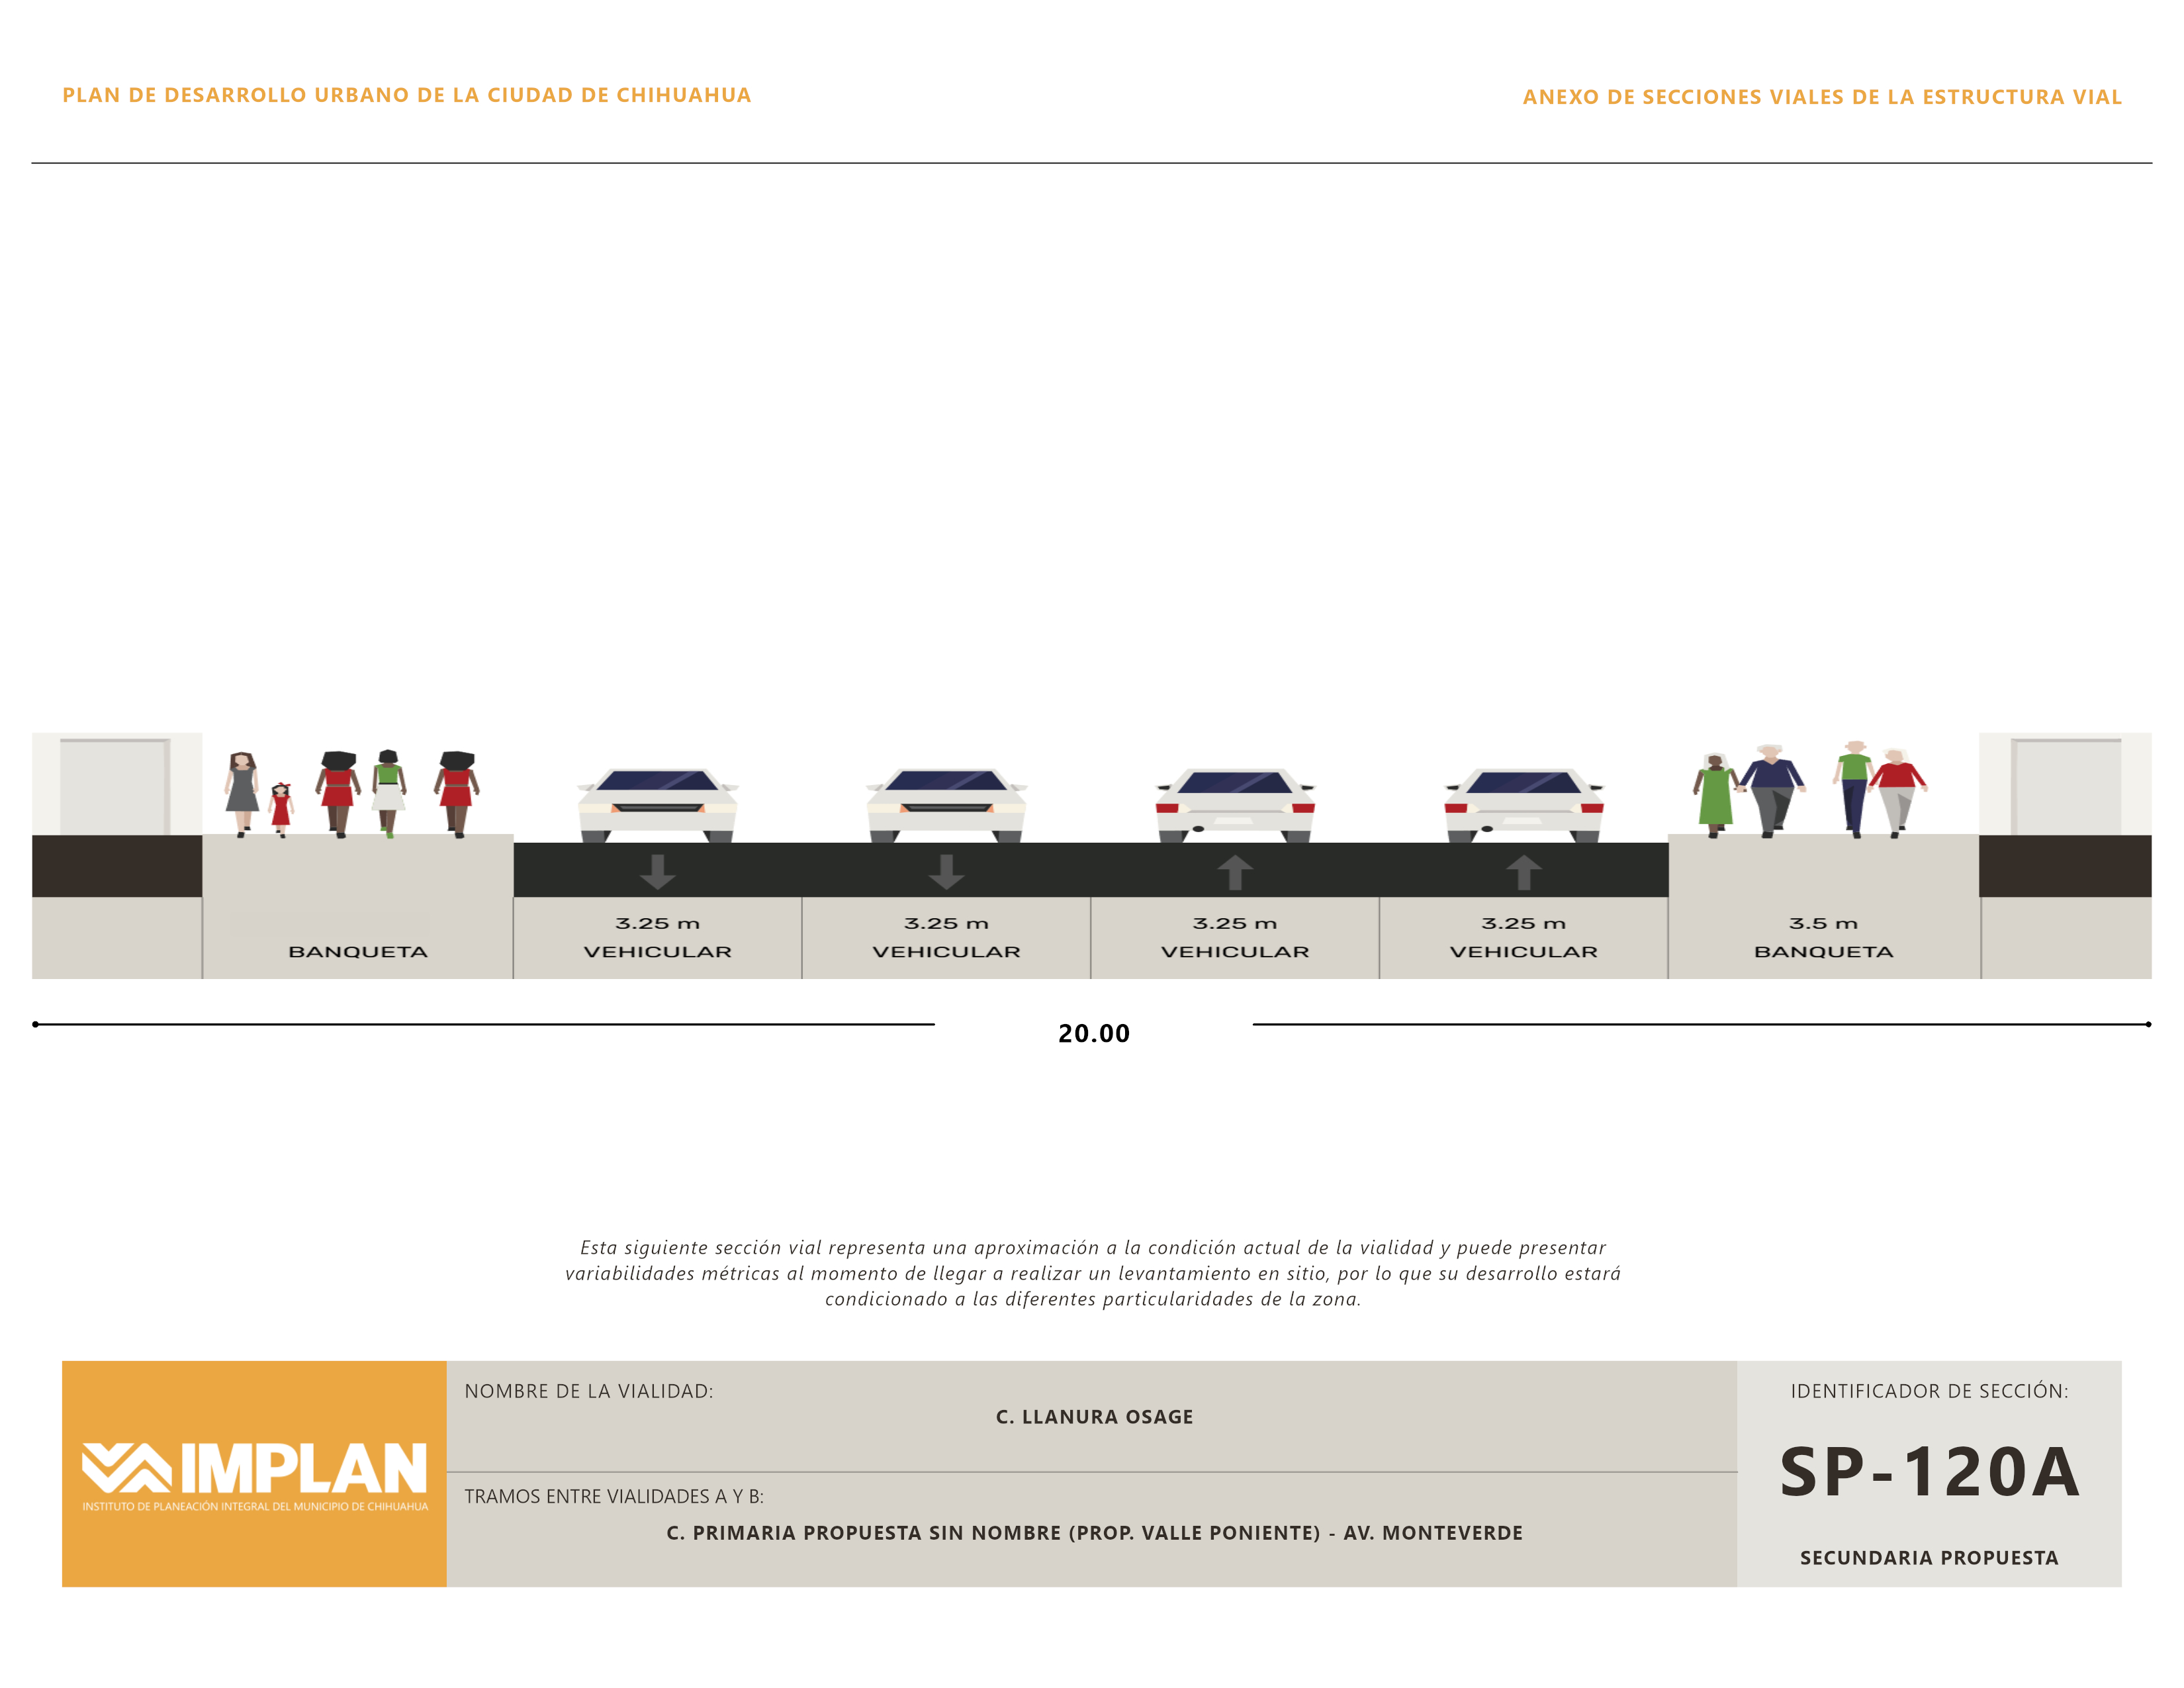 PLAN DE DESARROLLO URBANO DE LA CIUDAD DE CHIHUAHUA
ANEXO DE SECCIONES VIALES DE LA ESTRUCTURA VIAL
BANQUETA
3.25 m
VEHICULAR
3.25 m
VEHICULAR
3.25 m
VEHICULAR
3.25 m
VEHICULAR
3.5 m
BANQUETA
20.00
Esta siguiente sección vial representa una aproximación a la condición actual de la vialidad y puede presentar
variabilidades métricas al momento de llegar a realizar un levantamiento en sitio, por lo que su desarrollo estará
condicionado a las diferentes particularidades de la zona.
IMPLAN
INSTITUTO DE PLANEACIÓN INTEGRAL DEL MUNICIPIO DE CHIHUAHUA
NOMBRE DE LA VIALIDAD:
C. LLANURA OSAGE
TRAMOS ENTRE VIALIDADES A Y B:
C. PRIMARIA PROPUESTA SIN NOMBRE (PROP. VALLE PONIENTE) - AV. MONTEVERDE
IDENTIFICADOR DE SECCIÓN:
SP-120A
SECUNDARIA PROPUESTA